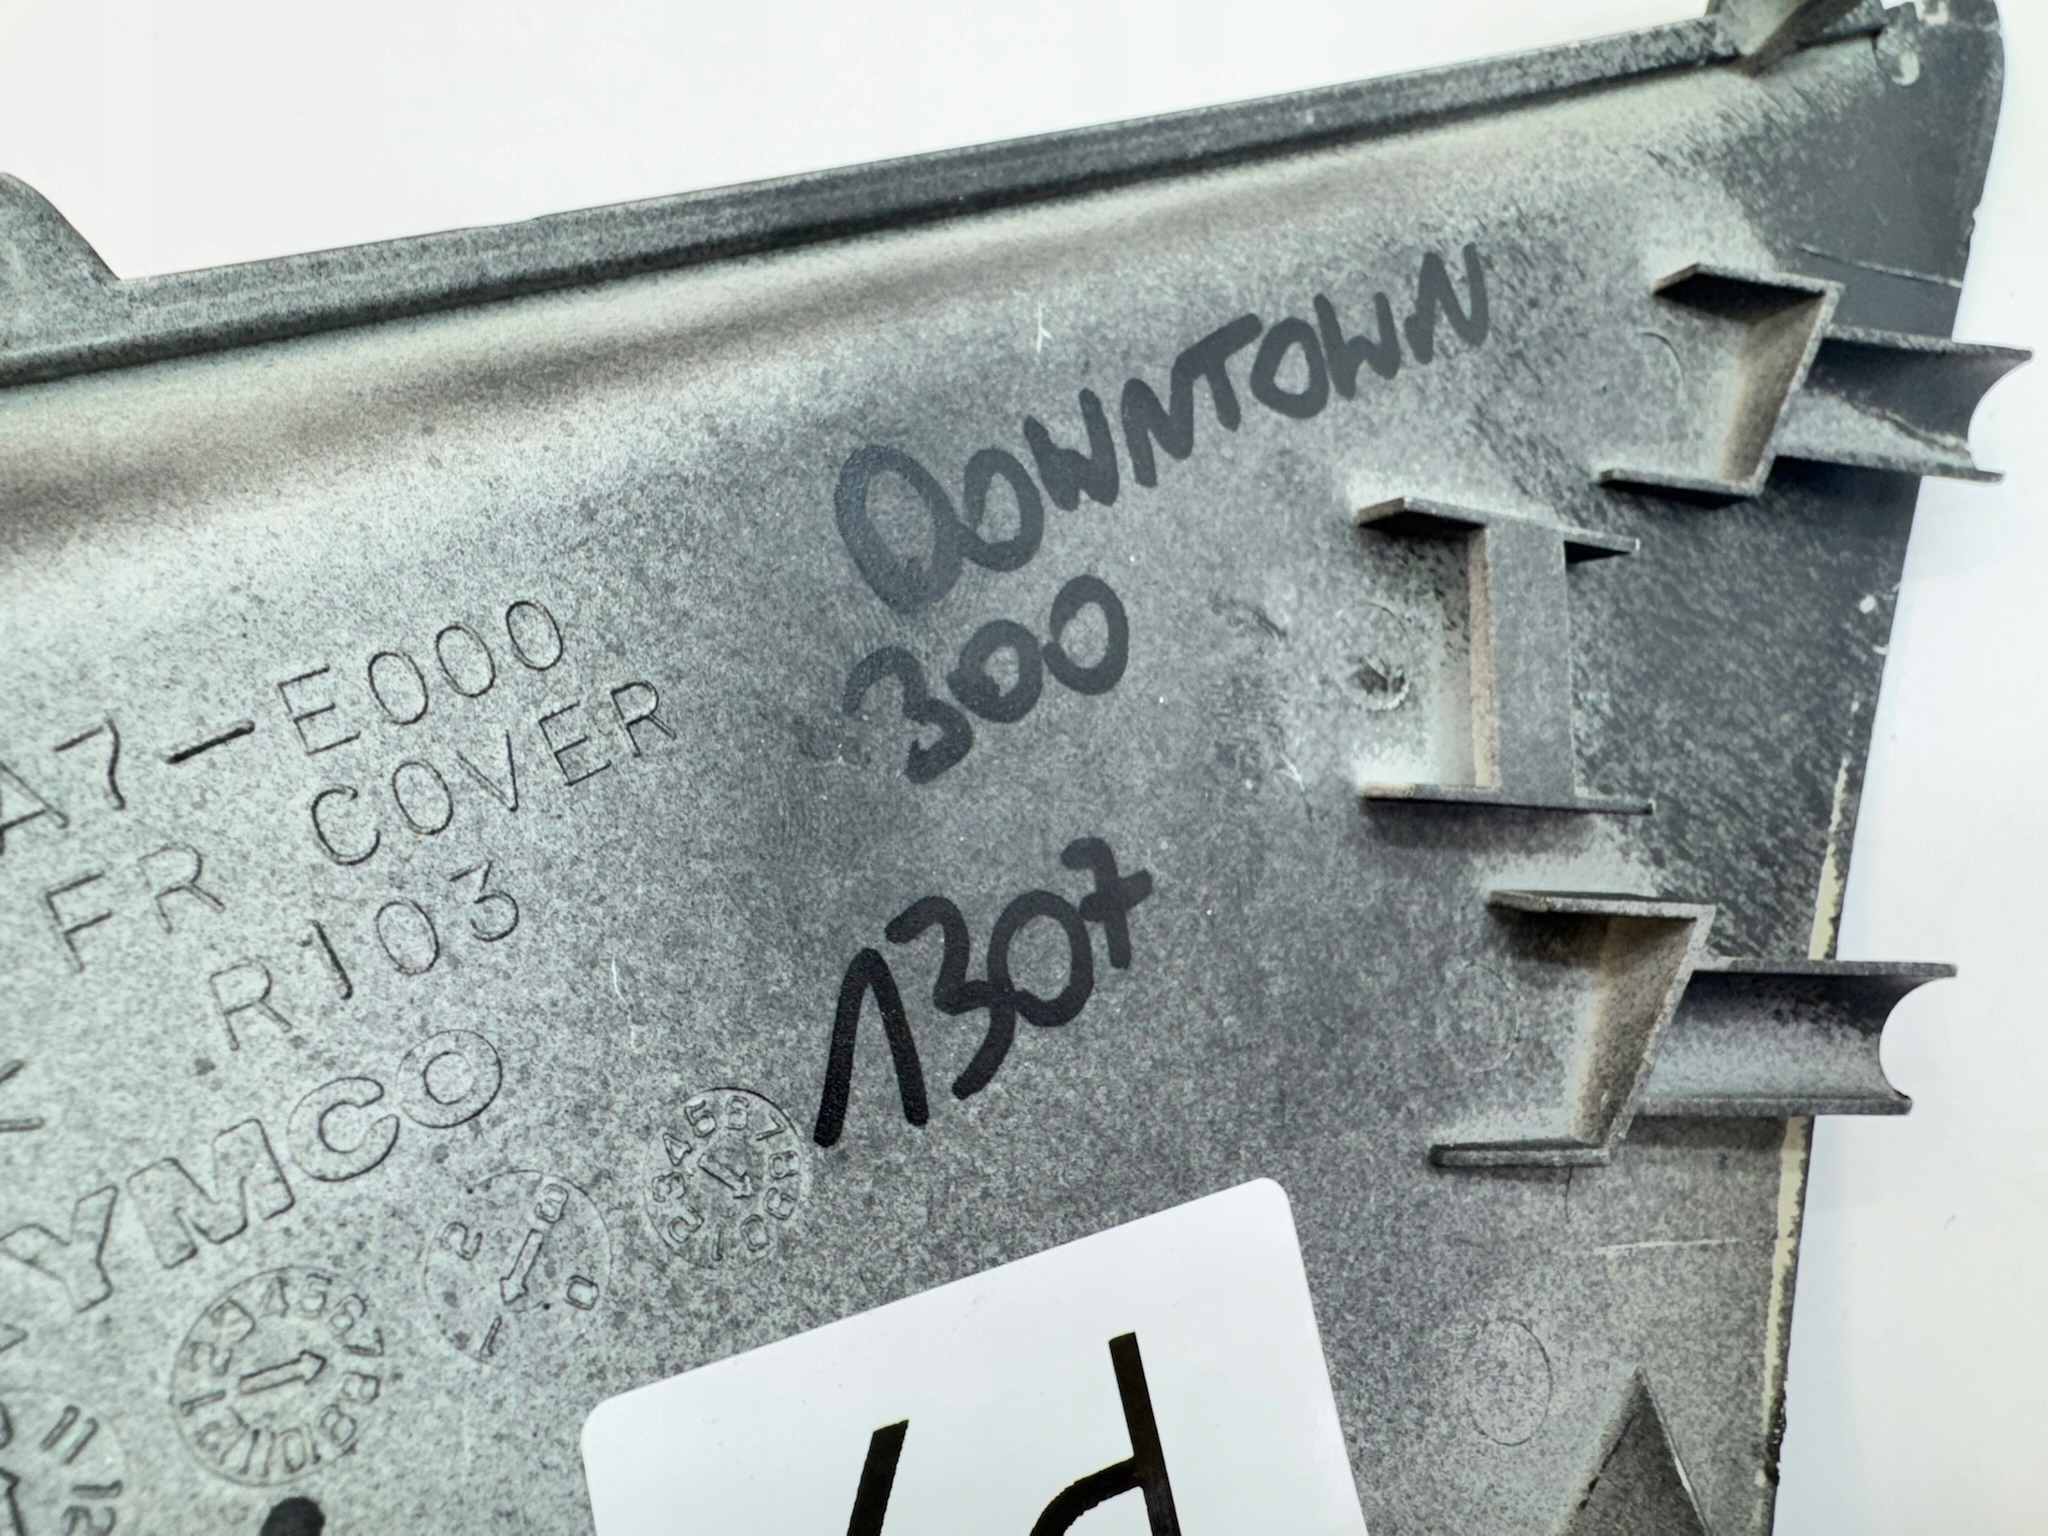 DOWNTOWN
300
1307
A7-E000
FR COVER
R103
YMCO